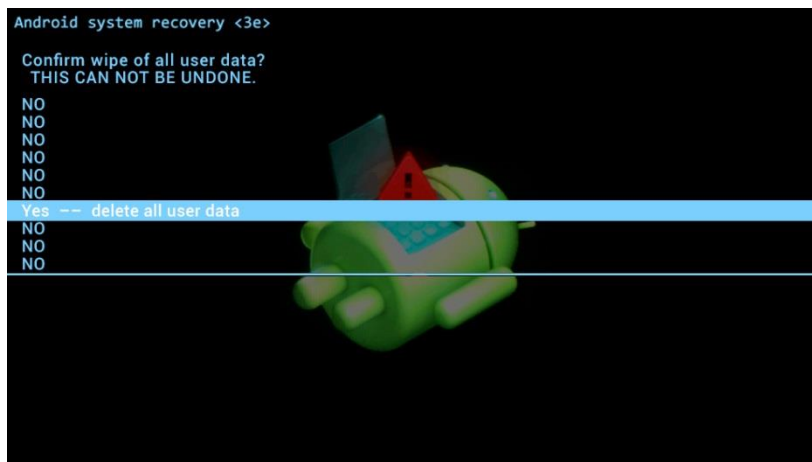 Android system recovery <3e>
Confirm wipe of all user data?
THIS CAN NOT BE UNDONE.
NO
NO
NO
NO
NO
NO
Yes -- delete all user data
NO
NO
NO